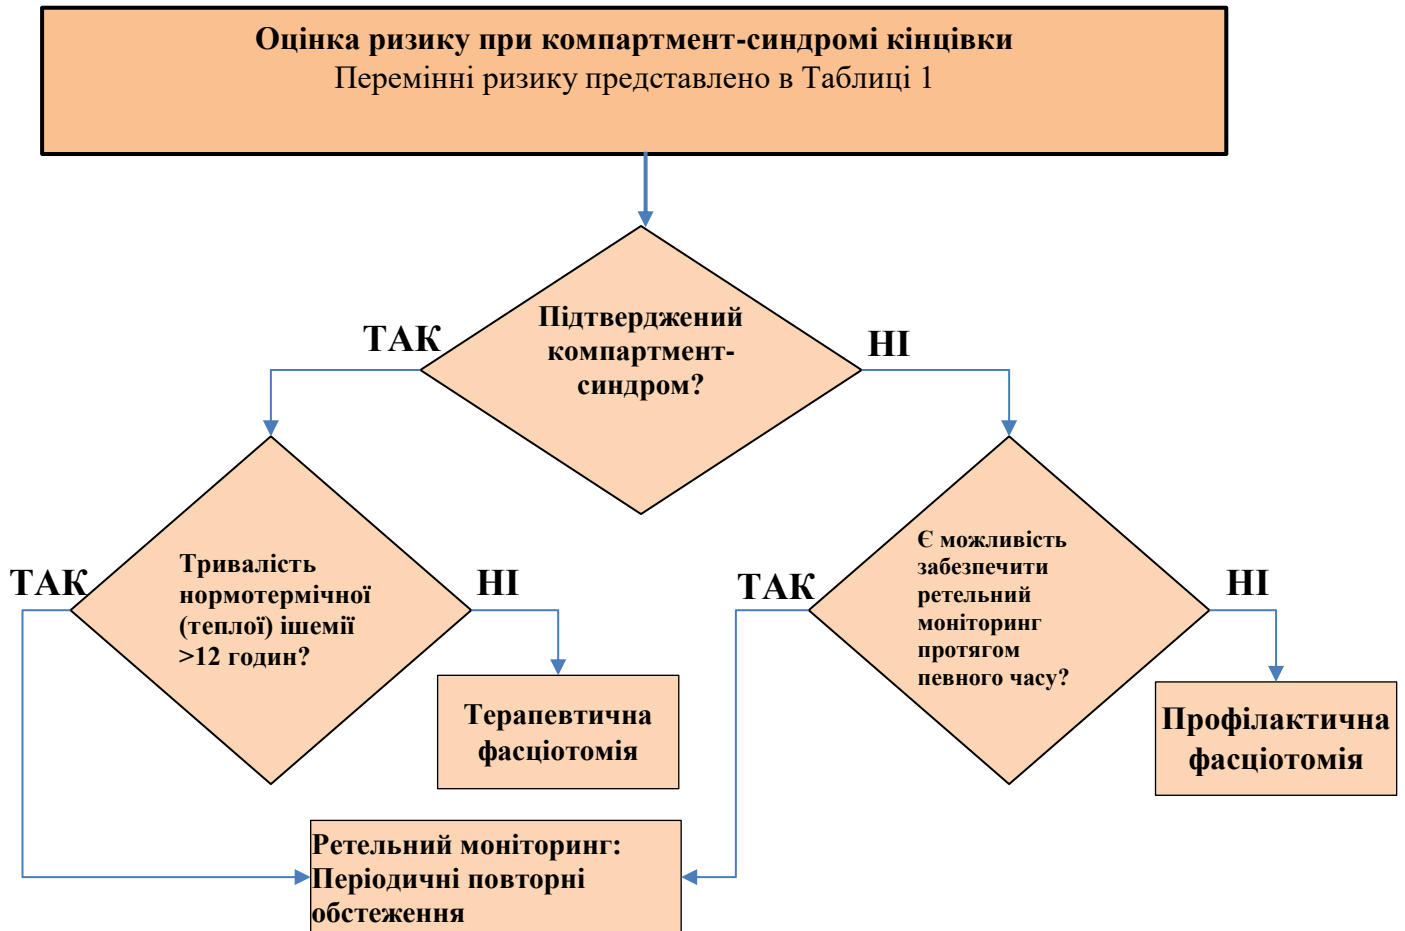 Оцінка ризику при компартмент-синдромі кінцівки
Перемінні ризику представлено в Таблиці 1
Підтверджений
компартмент-
синдром?
ТАК
НІ
Тривалість
нормотермічної
(теплої) ішемії
>12 годин?
ТАК
НІ
Є можливість
забезпечити
ретельний
моніторинг
протягом
певного часу?
ТАК
НІ
Терапевтична
фасціотомія
Профілактична
фасціотомія
Ретельний моніторинг:
Періодичні повторні
обстеження